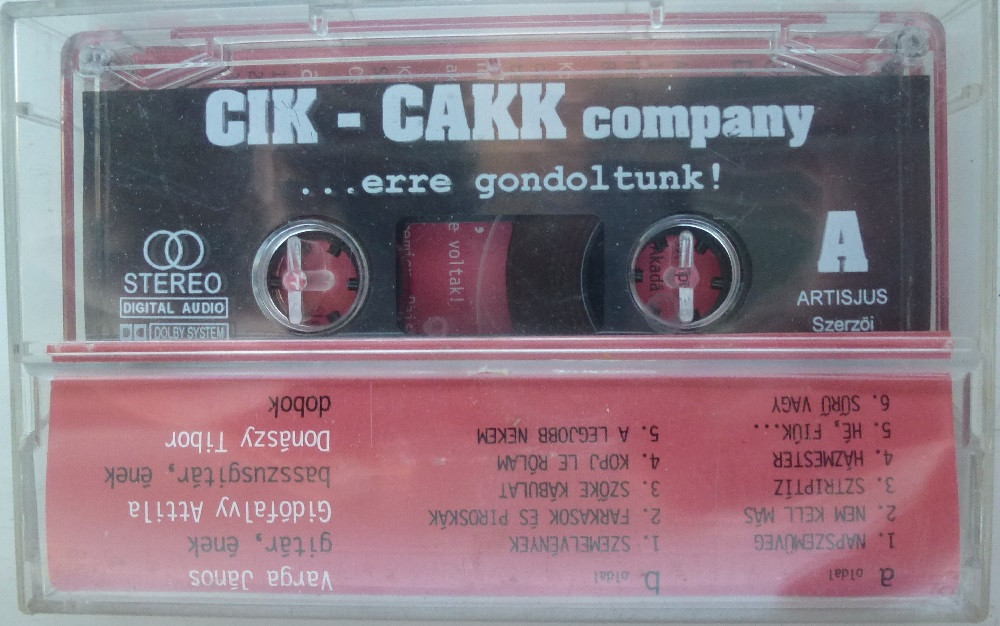 CIK - CAKK company
...erre gondoltunk!
STEREO
DIGITAL AUDIO
DOLBY SYSTEM
A
ARTISJUS
Szerzői
e voltak!
Akadá
a oldal
1. NAPSZEMÜVEG
2. NEM KELL MÁS
3. SZTRIPTÍZ
4. HÁZMESTER
5. HÉ, FIÚK...
6. SŰRŰ VAGY
b oldal
1. SZEMELVÉNYEK
2. FARKASOK ÉS PIROSKÁK
3. SZŐKE KÁBULAT
4. KOPJ LE RÓLAM
5. A LEGJOBB NEKEM
Varga János
gitár, ének
Gidófalvy Attila
basszusgitár, ének
Donászy Tibor
dobok